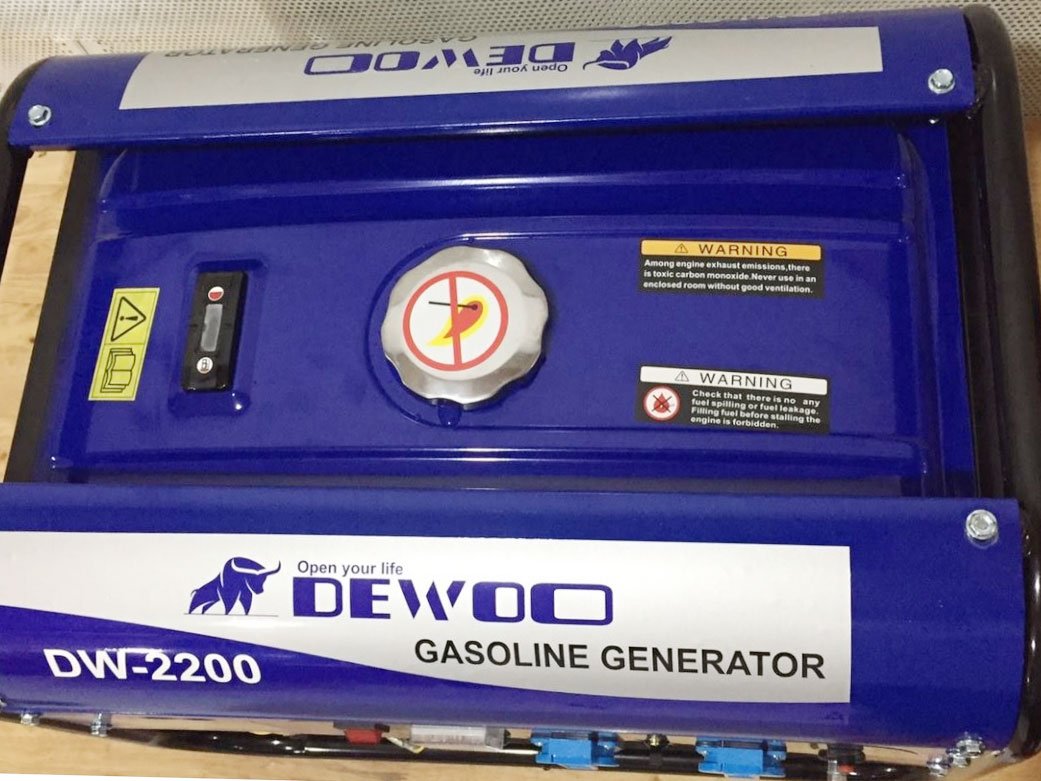 GASOLINE GENERATOR
DEWOO
Open your life
WARNING
Among engine exhaust emissions,there
is toxic carbon monoxide.Never use in an
enclosed room without good ventilation.
WARNING
Check that there is no any
fuel spilling or fuel leakage.
Filling fuel before stalling the
engine is forbidden.
Open your life
DEWOO
GASOLINE GENERATOR
DW-2200